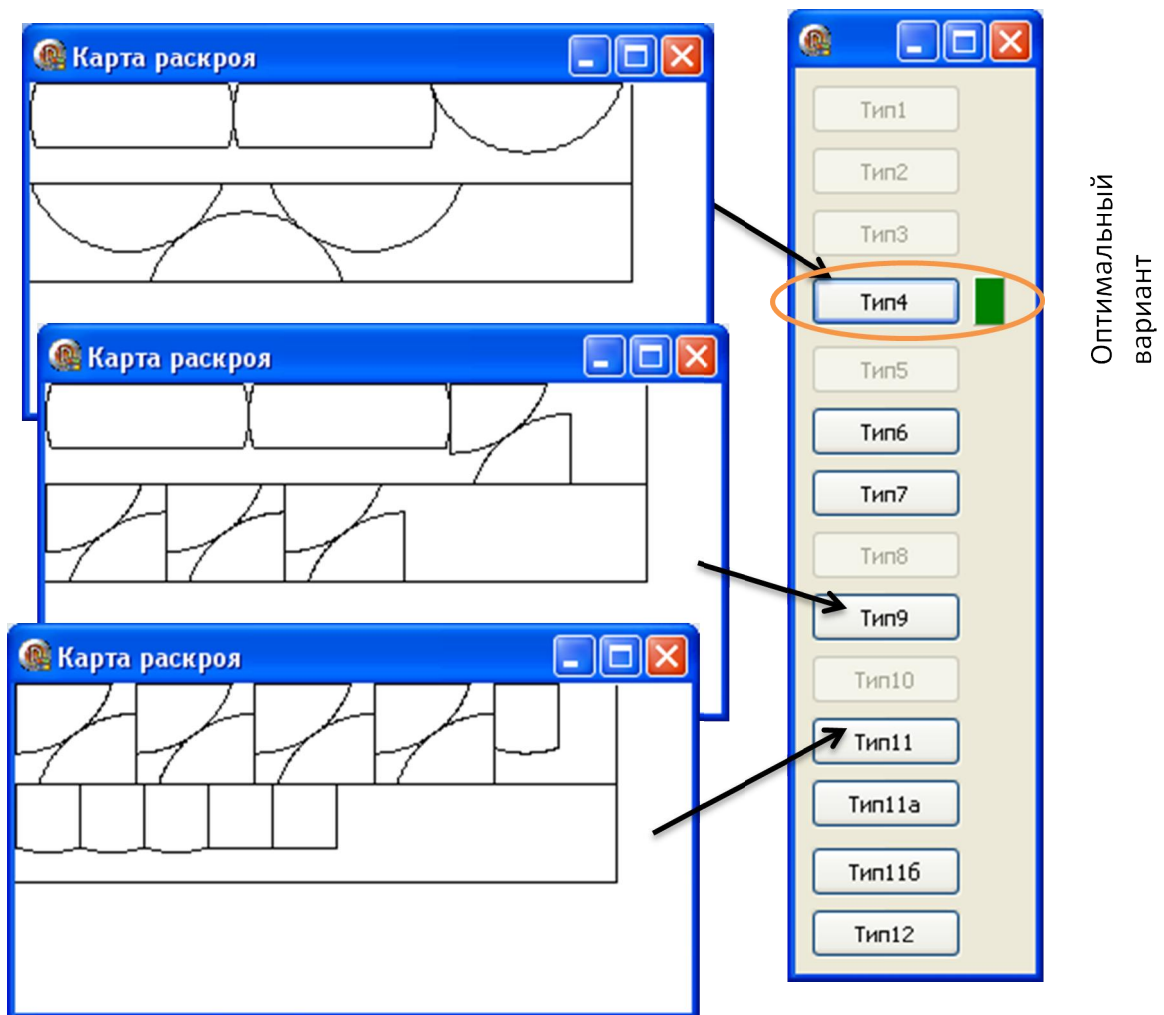 Карта раскроя
Карта раскроя
Карта раскроя
Тип1
Тип2
Тип3
Тип4
Тип5
Тип6
Тип7
Тип8
Тип9
Тип10
Тип11
Тип11а
Тип11б
Тип12
Оптимальный
вариант